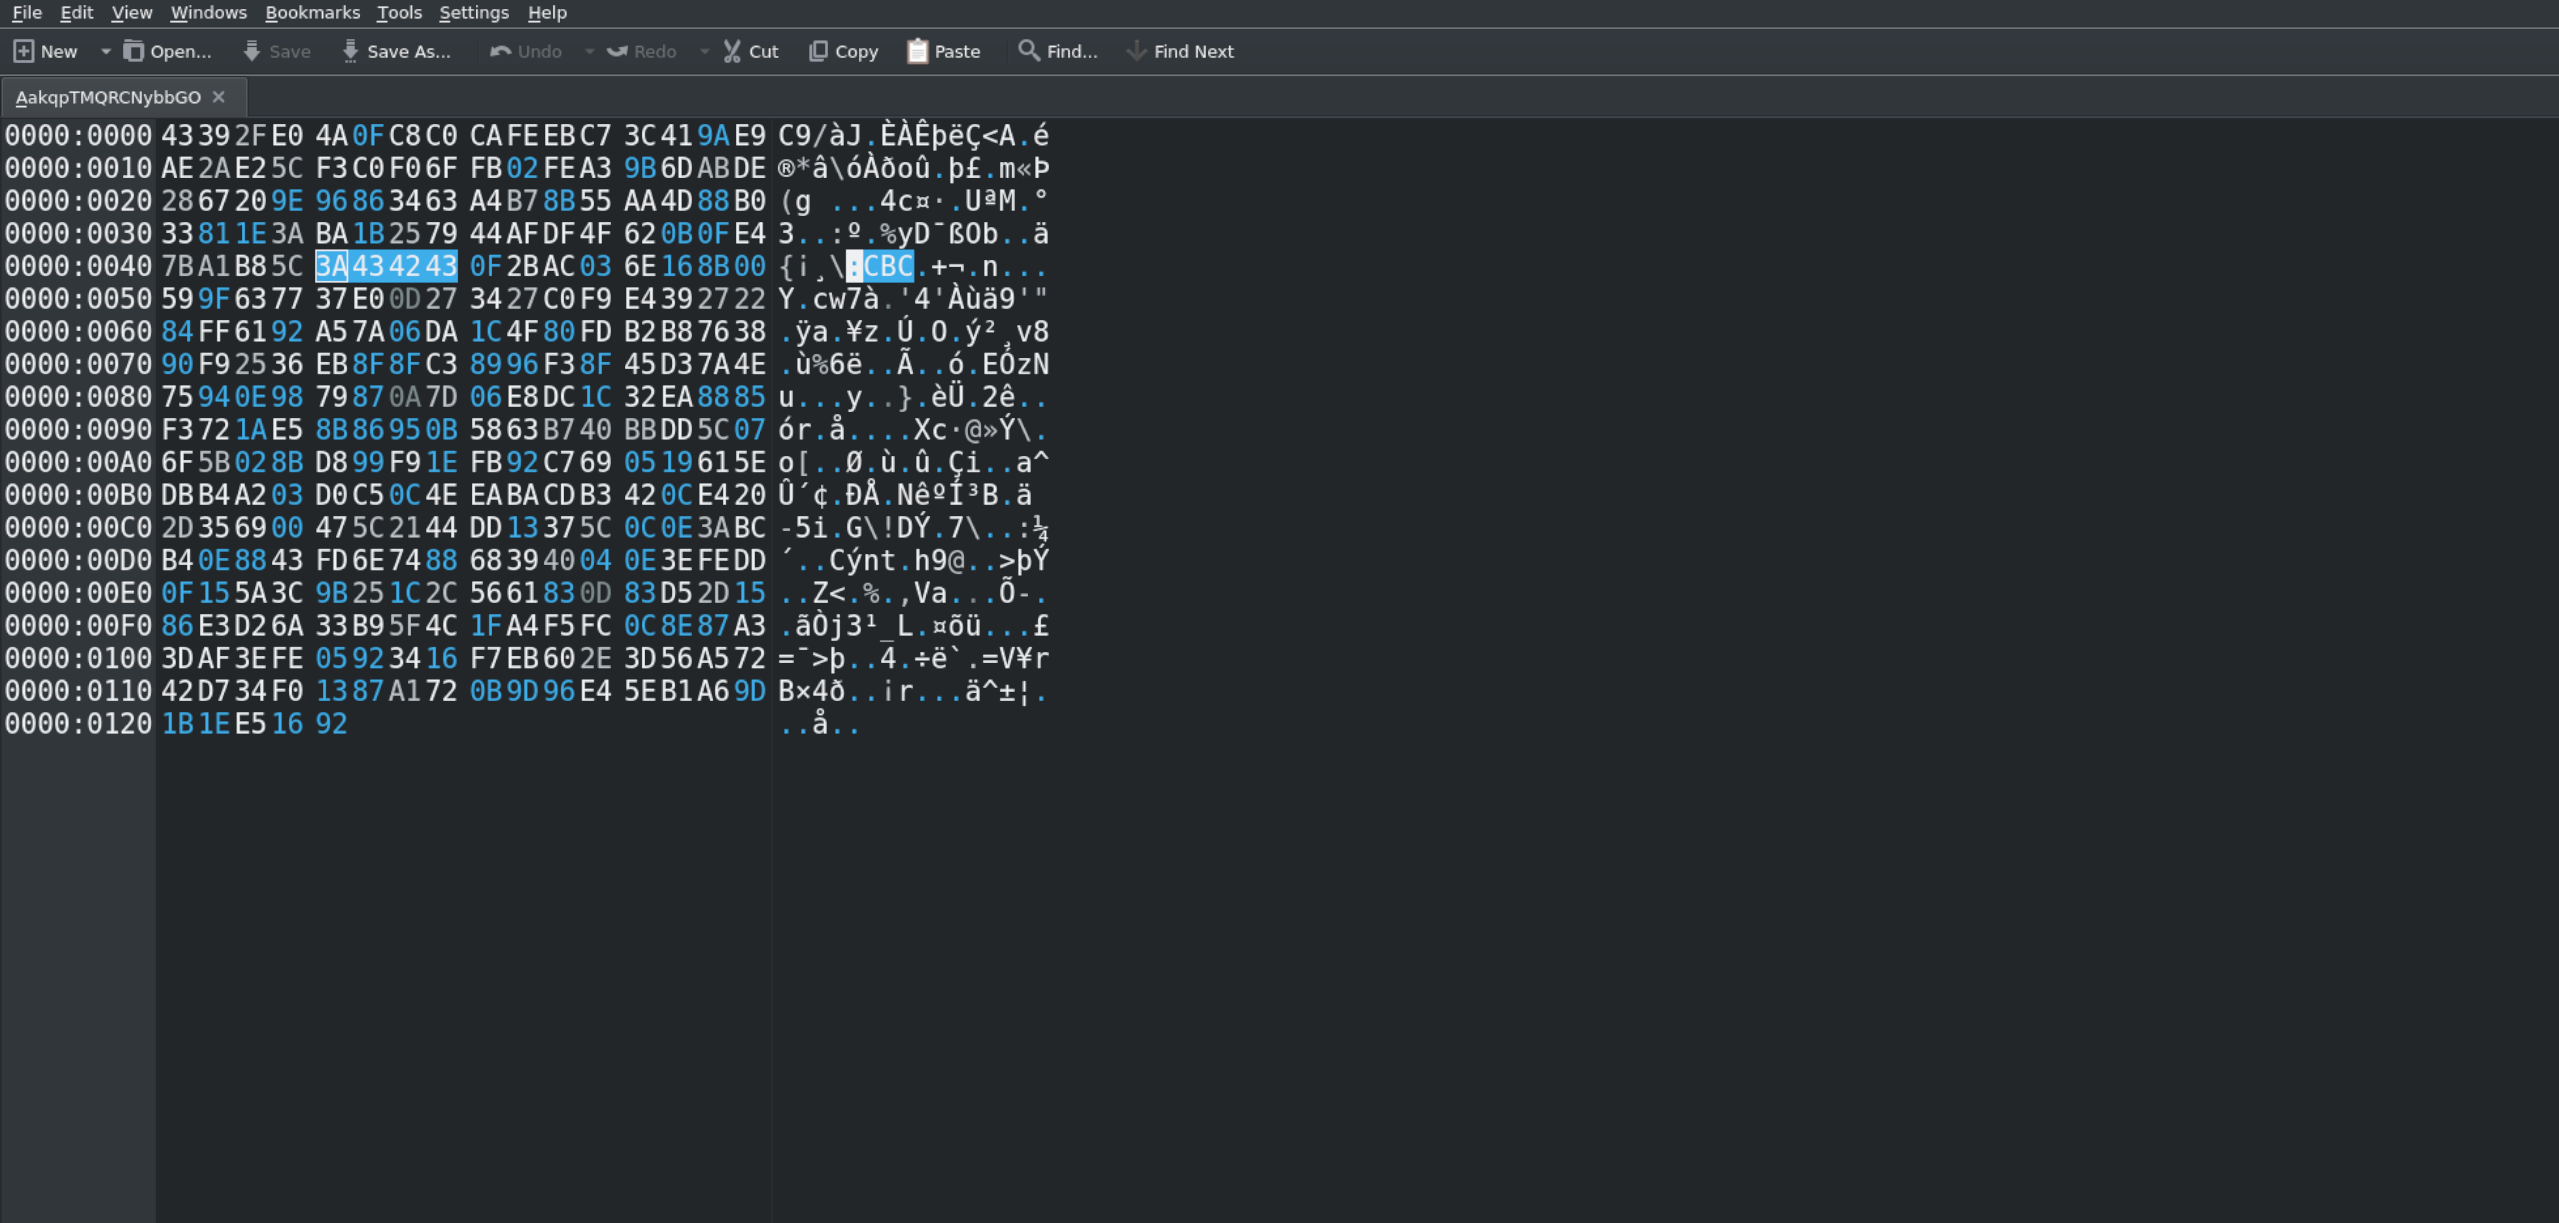 File Edit View Windows Bookmarks Tools Settings Help
New Open... Save Save As... Undo Redo Cut Copy Paste Find... Find Next
AakqpTMQRCNybbGO
0000:0000 43 39 2F E0 4A 0F C8 C0 CA FE EB C7 3C 41 9A E9 C9/àJ.ÈÀÊþëÇ<A.é
0000:0010 AE 2A E2 5C F3 C0 F0 6F FB 02 FE A3 9B 6D AB DE ®*â\óÀðoû.þ£.m«Þ
0000:0020 28 67 20 9E 96 86 34 63 A4 B7 8B 55 AA 4D 88 B0 (g ...4c¤·.UªM.°
0000:0030 33 81 1E 3A BA 1B 25 79 44 AF DF 4F 62 0B 0F E4 3..:º.%yD¯ßOb..ä
0000:0040 7B A1 B8 5C 3A 43 42 43 0F 2B AC 03 6E 16 8B 00 {¡¸\:CBC.+¬.n...
0000:0050 59 9F 63 77 37 E0 0D 27 34 27 C0 F9 E4 39 27 22 Y.cw7à.'4'Àùä9'"
0000:0060 84 FF 61 92 A5 7A 06 DA 1C 4F 80 FD B2 B8 76 38 .ÿa.¥z.Ú.O.ý²¸v8
0000:0070 90 F9 25 36 EB 8F 8F C3 89 96 F3 8F 45 D3 7A 4E .ù%6ë..Ã..ó.EÓzN
0000:0080 75 94 0E 98 79 87 0A 7D 06 E8 DC 1C 32 EA 88 85 u...y..}.èÜ.2ê..
0000:0090 F3 72 1A E5 8B 86 95 0B 58 63 B7 40 BB DD 5C 07 ór.å....Xc·@»Ý\.
0000:00A0 6F 5B 02 8B D8 99 F9 1E FB 92 C7 69 05 19 61 5E o[..Ø.ù.û.Çi..a^
0000:00B0 DB B4 A2 03 D0 C5 0C 4E EA BA CD B3 42 0C E4 20 Û´¢.ÐÅ.NêºÍ³B.ä
0000:00C0 2D 35 69 00 47 5C 21 44 DD 13 37 5C 0C 0E 3A BC -5i.G\!DÝ.7\..:¼
0000:00D0 B4 0E 88 43 FD 6E 74 88 68 39 40 04 0E 3E FE DD ´..Cýnt.h9@..>þÝ
0000:00E0 0F 15 5A 3C 9B 25 1C 2C 56 61 83 0D 83 D5 2D 15 ..Z<.%.,Va...Õ-.
0000:00F0 86 E3 D2 6A 33 B9 5F 4C 1F A4 F5 FC 0C 8E 87 A3 .ãÒj3¹_L.¤õü...£
0000:0100 3D AF 3E FE 05 92 34 16 F7 EB 60 2E 3D 56 A5 72 =¯>þ..4.÷ë`.=V¥r
0000:0110 42 D7 34 F0 13 87 A1 72 0B 9D 96 E4 5E B1 A6 9D B×4ð..¡r...ä^±¦.
0000:0120 1B 1E E5 16 92 ..å..